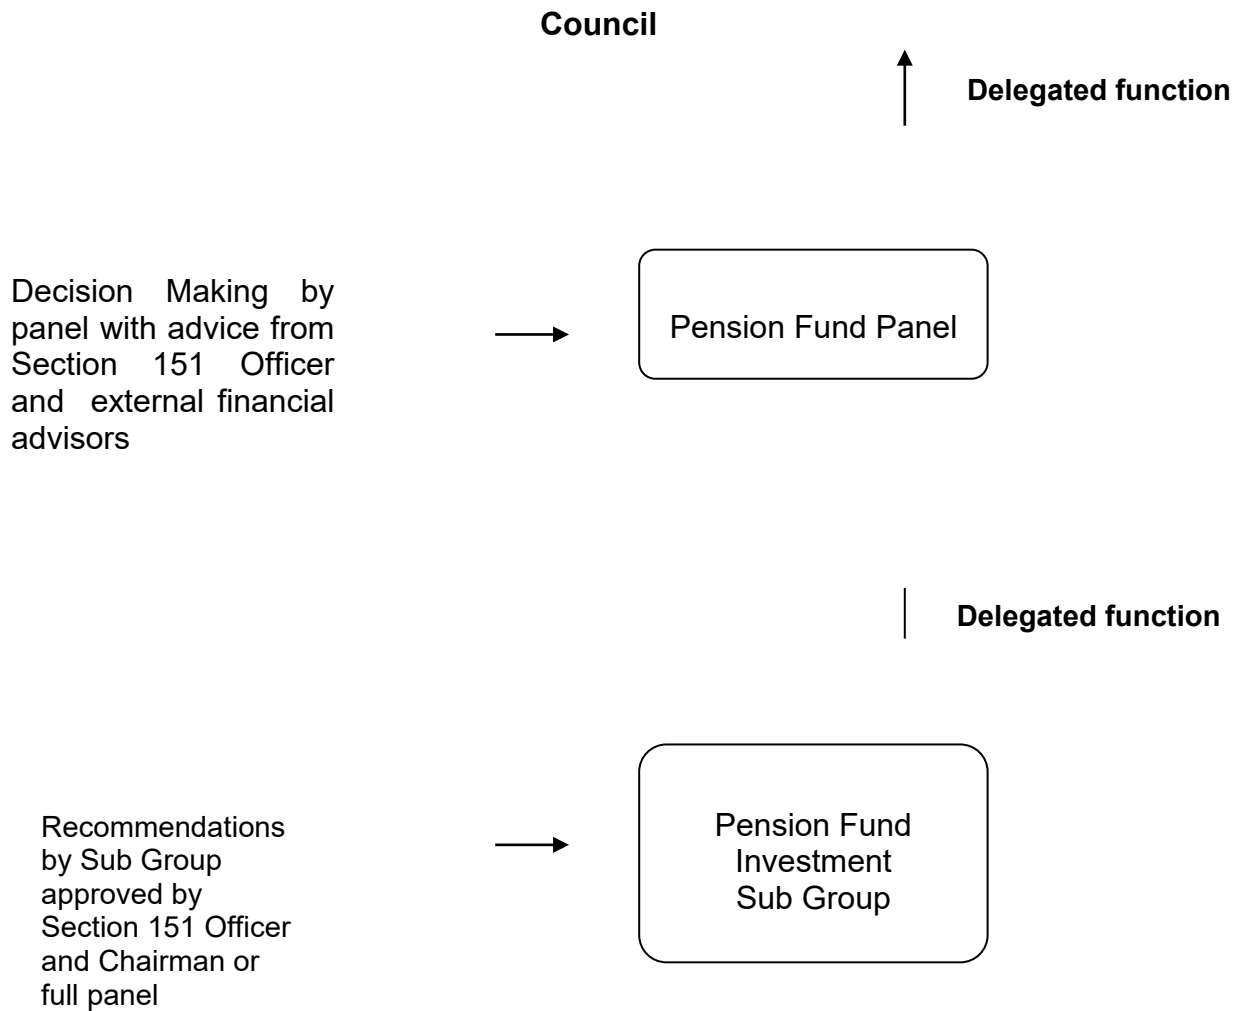 Council
Delegated function
Decision Making by
panel with advice from
Section 151 Officer
and external financial
advisors
Pension Fund Panel
Delegated function
Recommendations
by Sub Group
approved by
Section 151 Officer
and Chairman or
full panel
Pension Fund
Investment
Sub Group